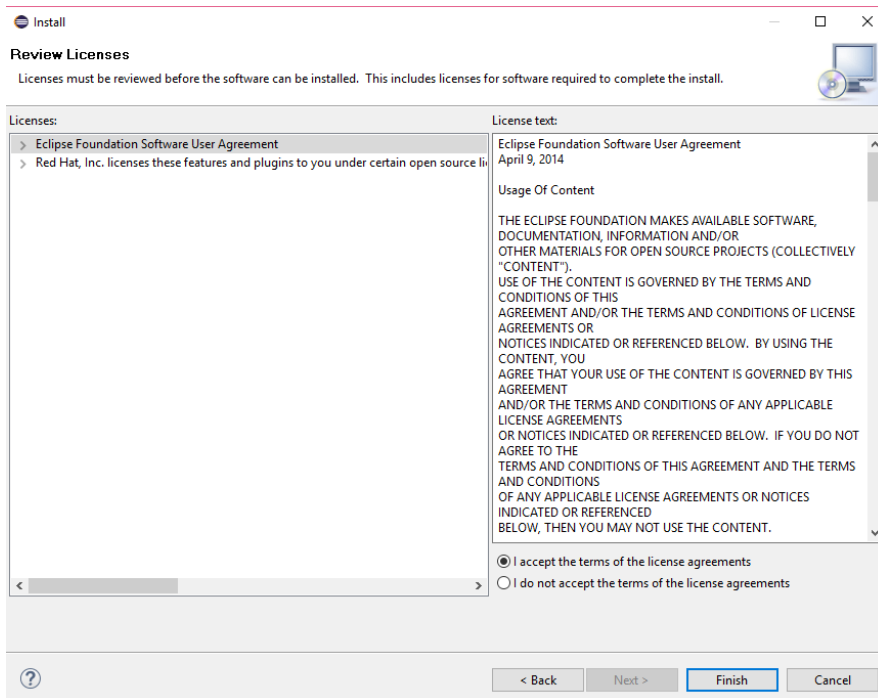 Install
Review Licenses
Licenses must be reviewed before the software can be installed. This includes licenses for software required to complete the install.
Licenses:
Eclipse Foundation Software User Agreement
Red Hat, Inc. licenses these features and plugins to you under certain open source li
License text:
Eclipse Foundation Software User Agreement
April 9, 2014
Usage Of Content
THE ECLIPSE FOUNDATION MAKES AVAILABLE SOFTWARE,
DOCUMENTATION, INFORMATION AND/OR
OTHER MATERIALS FOR OPEN SOURCE PROJECTS (COLLECTIVELY
"CONTENT").
USE OF THE CONTENT IS GOVERNED BY THE TERMS AND
CONDITIONS OF THIS
AGREEMENT AND/OR THE TERMS AND CONDITIONS OF LICENSE
AGREEMENTS OR
NOTICES INDICATED OR REFERENCED BELOW. BY USING THE
CONTENT, YOU
AGREE THAT YOUR USE OF THE CONTENT IS GOVERNED BY THIS
AGREEMENT
AND/OR THE TERMS AND CONDITIONS OF ANY APPLICABLE
LICENSE AGREEMENTS
OR NOTICES INDICATED OR REFERENCED BELOW. IF YOU DO NOT
AGREE TO THE
TERMS AND CONDITIONS OF THIS AGREEMENT AND THE TERMS
AND CONDITIONS
OF ANY APPLICABLE LICENSE AGREEMENTS OR NOTICES
INDICATED OR REFERENCED
BELOW, THEN YOU MAY NOT USE THE CONTENT.
I accept the terms of the license agreements
I do not accept the terms of the license agreements
? < Back Next > Finish Cancel